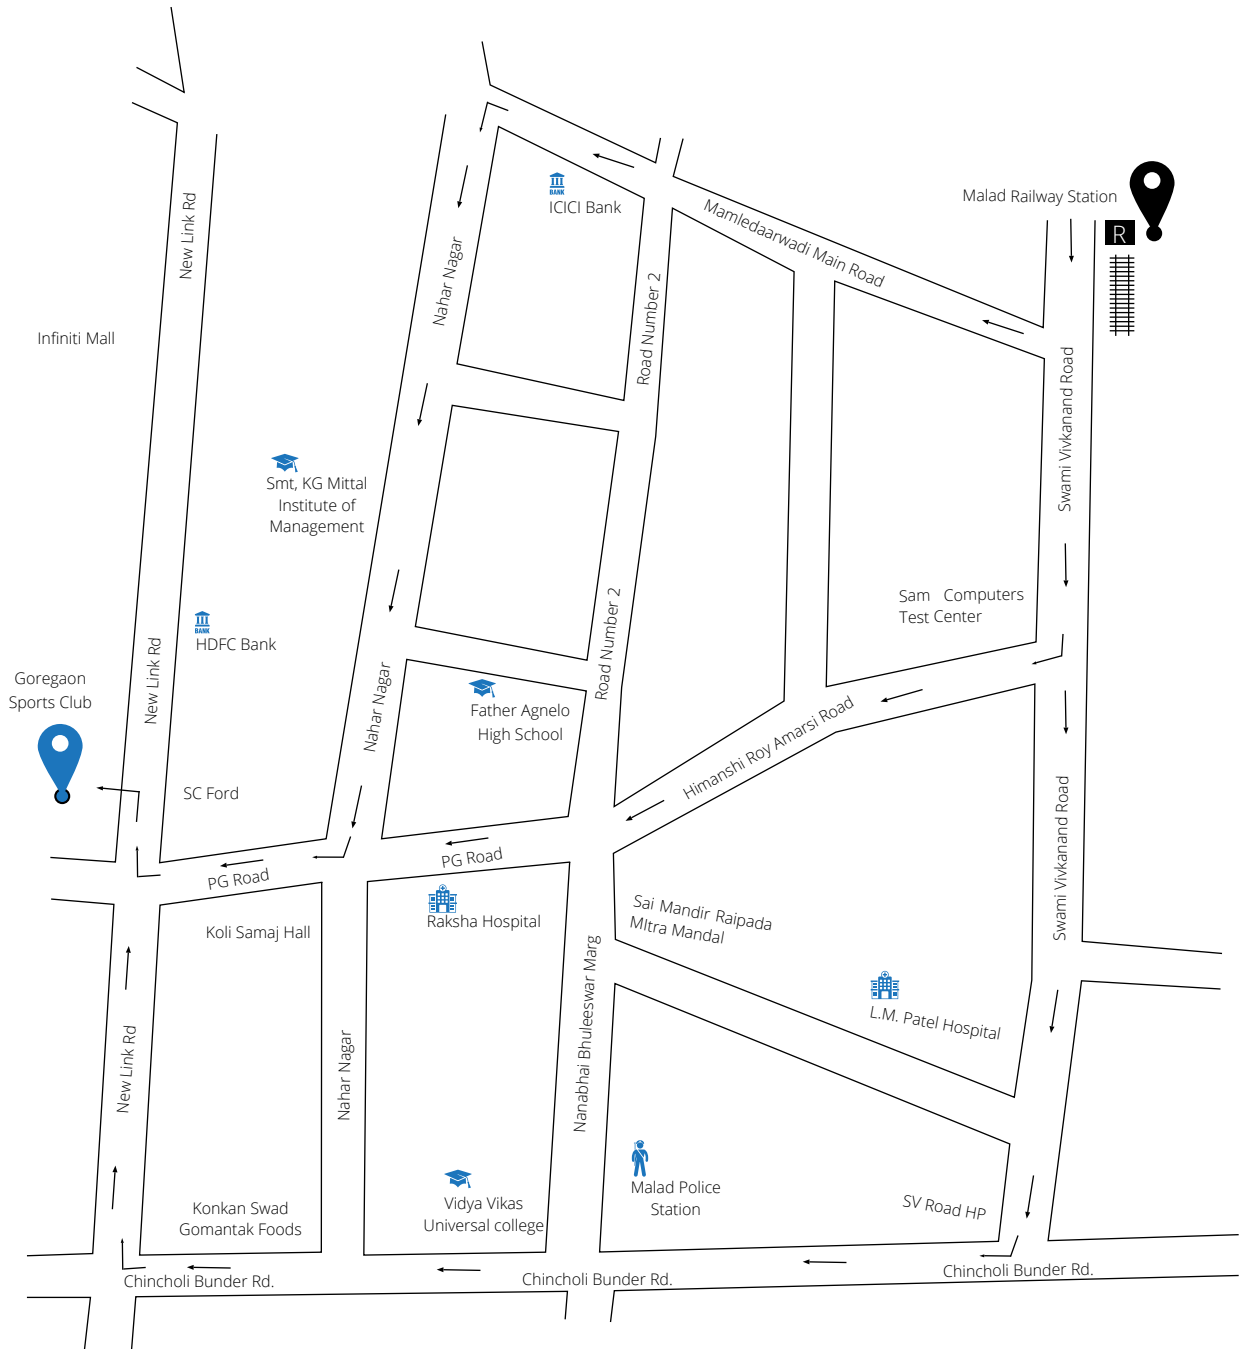 Malad Railway Station
R
New Link Rd
BANK
ICICI Bank
Mamledaarwadi Main Road
Nahar Nagar
Road Number 2
Infiniti Mall
Swami Vivkanand Road
Smt, KG Mittal
Institute of
Management
Sam Computers
Test Center
BANK
HDFC Bank
New Link Rd
Road Number 2
Goregaon
Sports Club
Nahar Nagar
Father Agnelo
High School
Himanshi Roy Amarsi Road
SC Ford
Swami Vivkanand Road
PG Road
PG Road
Raksha Hospital
Koli Samaj Hall
Sai Mandir Raipada
MItra Mandal
Nanabhai Bhuleeswar Marg
L.M. Patel Hospital
New Link Rd
Nahar Nagar
Malad Police
Station
Vidya Vikas
Universal college
Konkan Swad
Gomantak Foods
SV Road HP
Chincholi Bunder Rd.
Chincholi Bunder Rd.
Chincholi Bunder Rd.